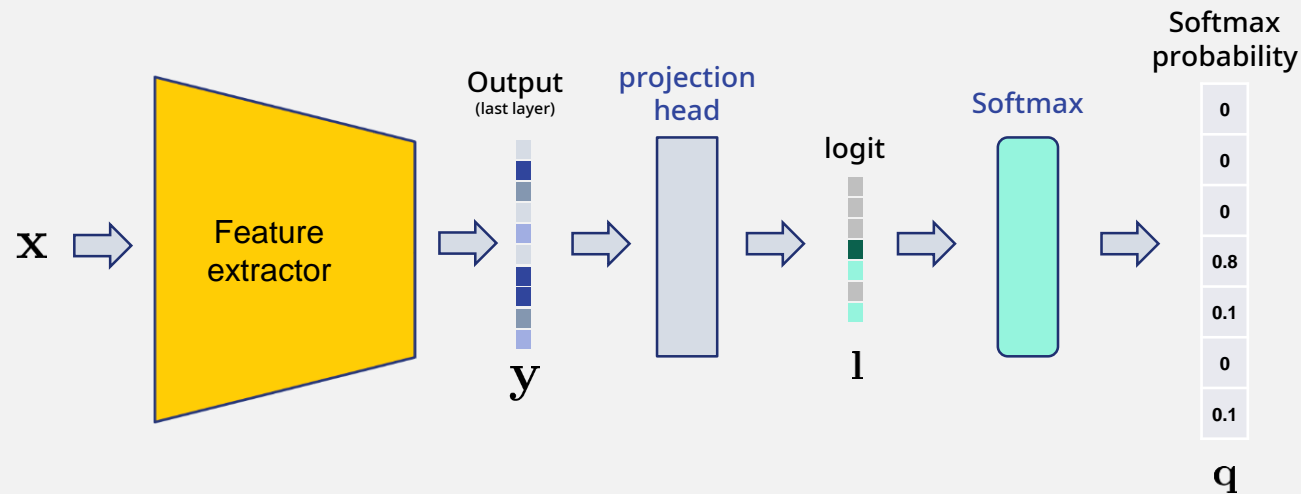 x
Feature
extractor
Output
(last layer)
y
projection
head
logit
l
Softmax
Softmax
probability
0
0
0
0.8
0.1
0
0.1
q